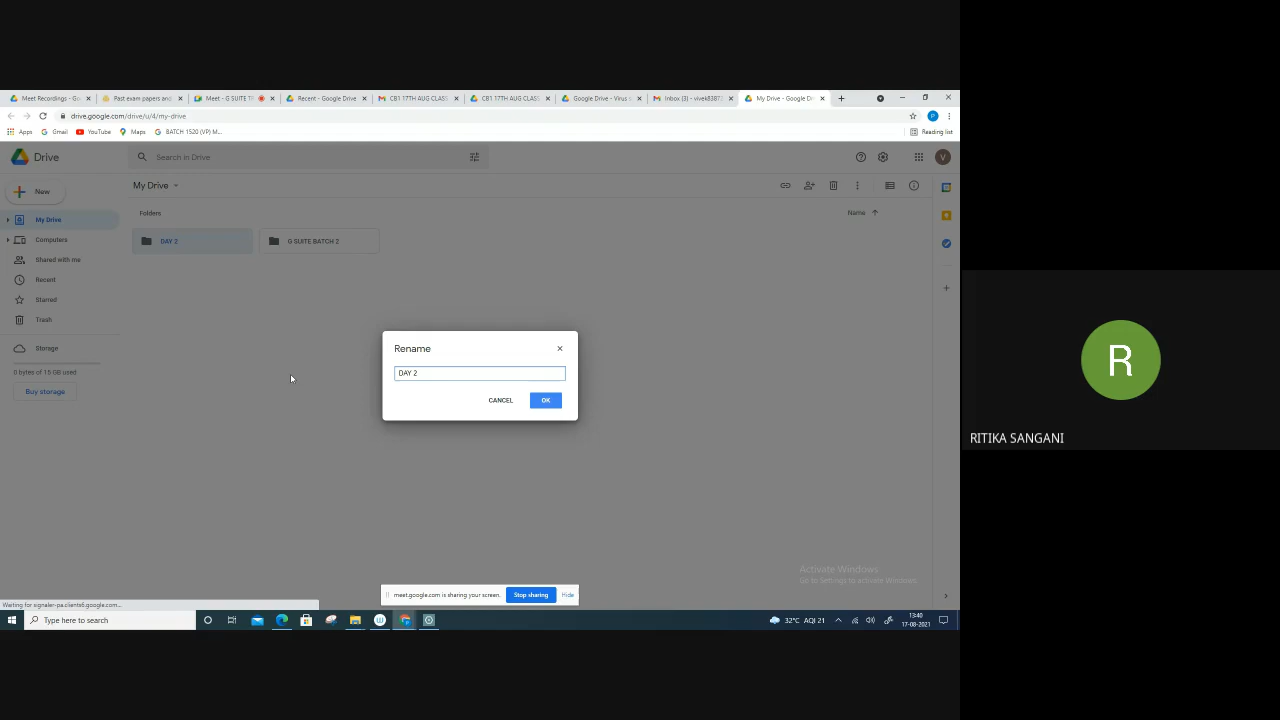 Meet Recordings - Go
Past exam papers and
Meet - G SUITE TR
Recent - Google Drive
CB1 17TH AUG CLASS
CB1 17TH AUG CLASS
Google Drive - Virus s
Inbox (3) - vivek8387
My Drive - Google Dr
drive.google.com/drive/u/4/my-drive
P
Apps
Gmail
YouTube
Maps
BATCH 1520 (VP) M...
Reading list
Drive
Search in Drive
V
New
My Drive
Name
My Drive
Folders
Computers
DAY 2
G SUITE BATCH 2
Shared with me
Recent
Starred
Trash
Storage
0 bytes of 15 GB used
Buy storage
Rename
DAY 2
CANCEL
OK
R
RITIKA SANGANI
Activate Windows
Go to Settings to activate Windows.
meet.google.com is sharing your screen.
Stop sharing
Hide
Waiting for signaler-pa.clients6.google.com...
Type here to search
32°C AQI 21
13:40
17-08-2021